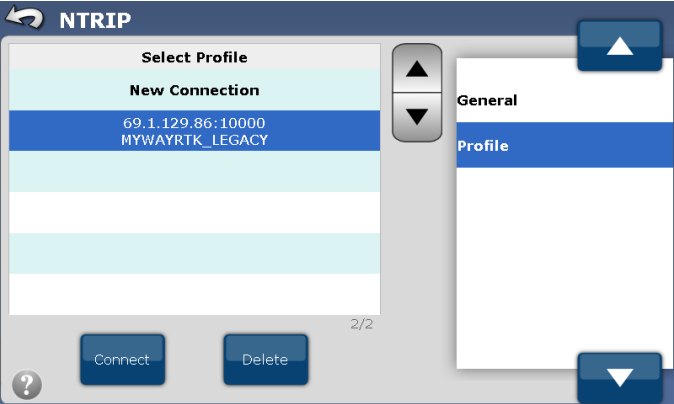 NTRIP
Select Profile
New Connection
69.1.129.86:10000
MYWAYRTK_LEGACY
2/2
Connect
Delete
?
General
Profile